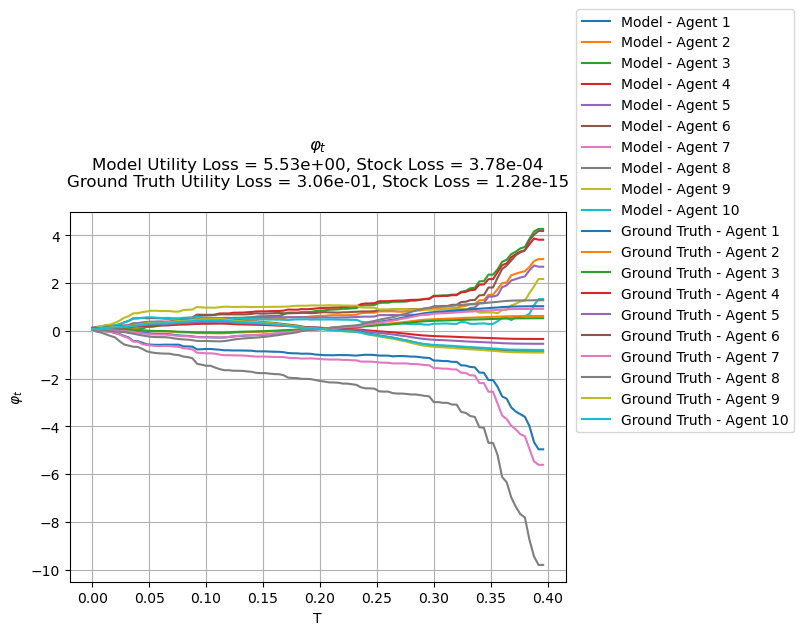 φt
Model Utility Loss = 5.53e+00, Stock Loss = 3.78e-04
Ground Truth Utility Loss = 3.06e-01, Stock Loss = 1.28e-15
4
2
0
−2
−4
−6
−8
−10
φt
0.00 0.05 0.10 0.15 0.20 0.25 0.30 0.35 0.40
T
Model - Agent 1
Model - Agent 2
Model - Agent 3
Model - Agent 4
Model - Agent 5
Model - Agent 6
Model - Agent 7
Model - Agent 8
Model - Agent 9
Model - Agent 10
Ground Truth - Agent 1
Ground Truth - Agent 2
Ground Truth - Agent 3
Ground Truth - Agent 4
Ground Truth - Agent 5
Ground Truth - Agent 6
Ground Truth - Agent 7
Ground Truth - Agent 8
Ground Truth - Agent 9
Ground Truth - Agent 10